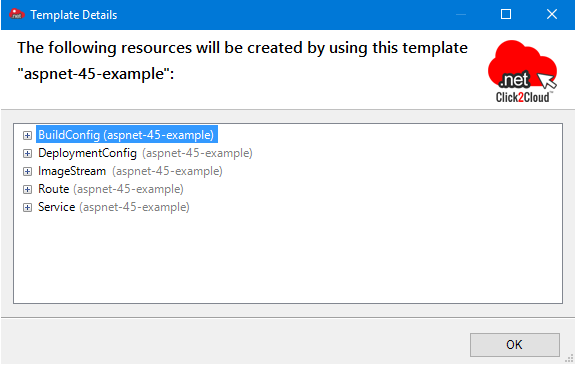 Template Details
The following resources will be created by using this template
"aspnet-45-example":
.net
Click2Cloud™
BuildConfig (aspnet-45-example)
DeploymentConfig (aspnet-45-example)
ImageStream (aspnet-45-example)
Route (aspnet-45-example)
Service (aspnet-45-example)
OK